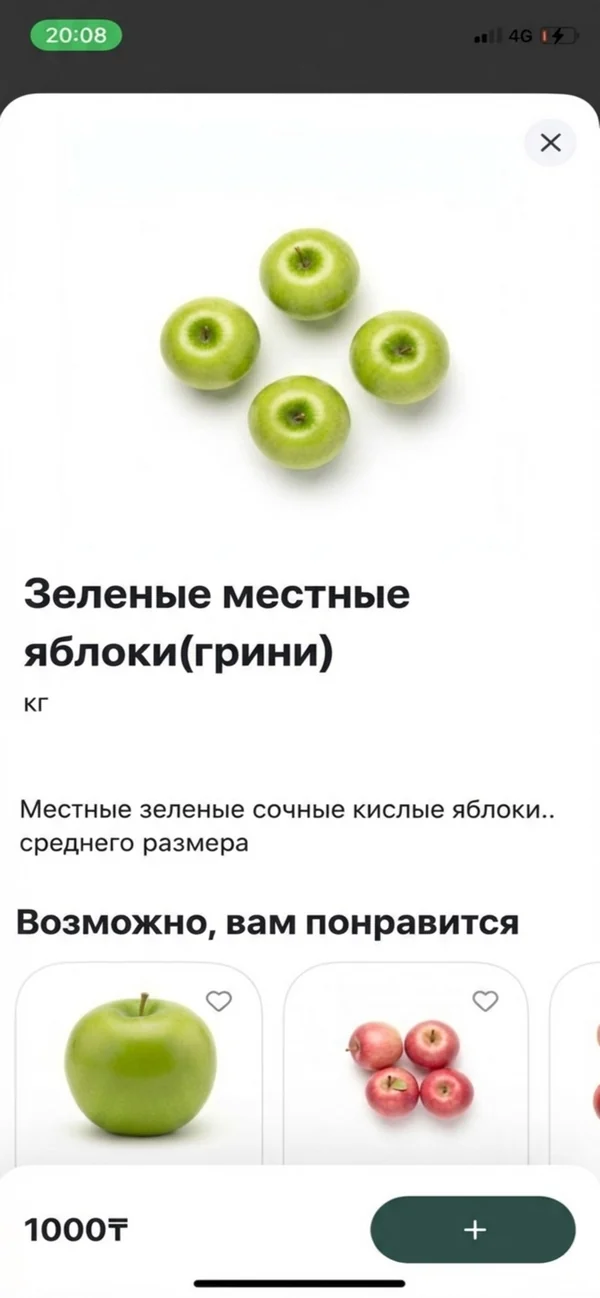 20:08
4G
Зеленые местные
яблоки(грини)
кг
Местные зеленые сочные кислые яблоки..
среднего размера
Возможно, вам понравится
1000₸